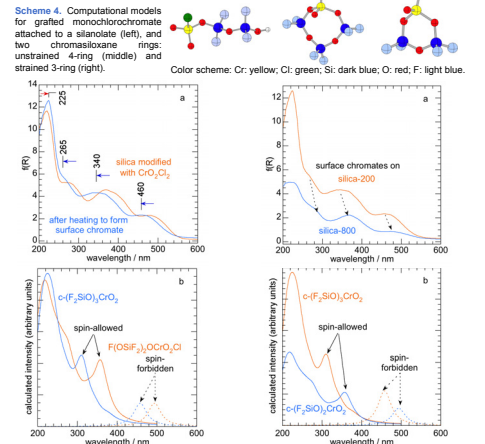 Scheme 4. Computational models
for grafted monochlorochromate
attached to a silanolate (left), and
two chromasiloxane rings:
unstrained 4-ring (middle) and
strained 3-ring (right).
Color scheme: Cr: yellow; Cl: green; Si: dark blue; O: red; F: light blue.
14
12
10
8
6
4
2
0
f(R)
225
265
340
460
a
silica modified
with CrO2Cl2
after heating to form
surface chromate
200 300 400 500 600
wavelength / nm
14
12
10
8
6
4
2
0
f(R)
a
surface chromates on
silica-200
silica-800
200 300 400 500 600
wavelength / nm
calculated intensity (arbitrary units)
b
c-(F2SiO)3CrO2
spin-allowed
F(OSiF2)2OCrO2Cl
spin-
forbidden
200 300 400 500 600
wavelength / nm
calculated intensity (arbitrary units)
b
c-(F2SiO)3CrO2
spin-allowed
spin-
forbidden
c-(F2SiO)2CrO2
200 300 400 500 600
wavelength / nm